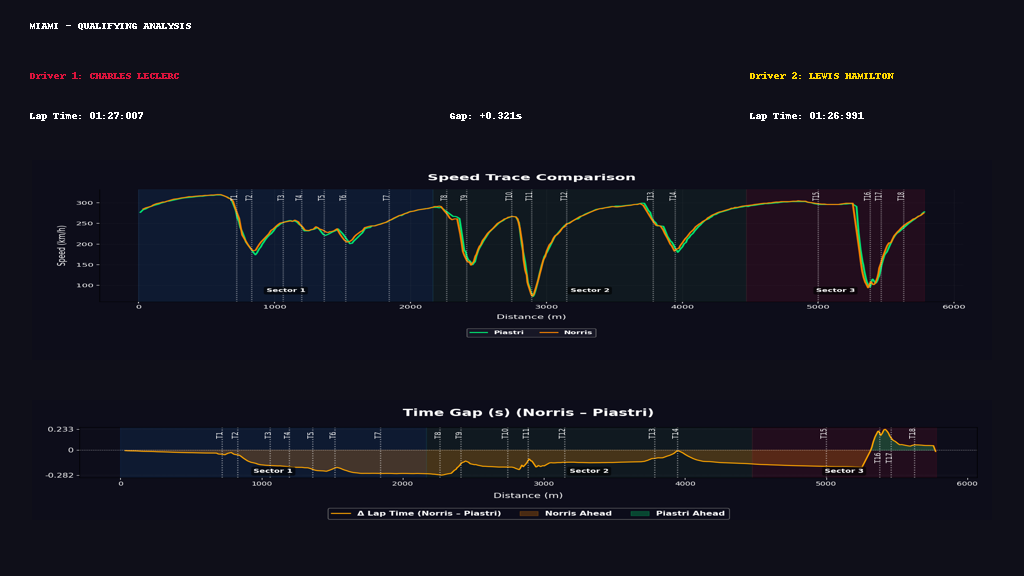 MIAMI - QUALIFYING ANALYSIS
Driver 1: CHARLES LECLERC
Driver 2: LEWIS HAMILTON
Lap Time: 01:27:007
Gap: +0.321s
Lap Time: 01:26:991
Speed Trace Comparison
Speed (km/h)
300
250
200
150
100
T2 T3 T4 T5 T6 T7 T8 T9 T10 T11 T12 T13 T14 T15 T16 T17 T18
Sector 1 Sector 2 Sector 3
0 1000 2000 3000 4000 5000 6000
Distance (m)
Piastri Norris
Time Gap (s) (Norris – Piastri)
0.233
0
-0.282
T1 T2 T3 T4 T5 T6 T7 T8 T9 T10 T11 T12 T13 T14 T15 T16 T17 T18
Sector 1 Sector 2 Sector 3
0 1000 2000 3000 4000 5000 6000
Distance (m)
Δ Lap Time (Norris – Piastri) Norris Ahead Piastri Ahead